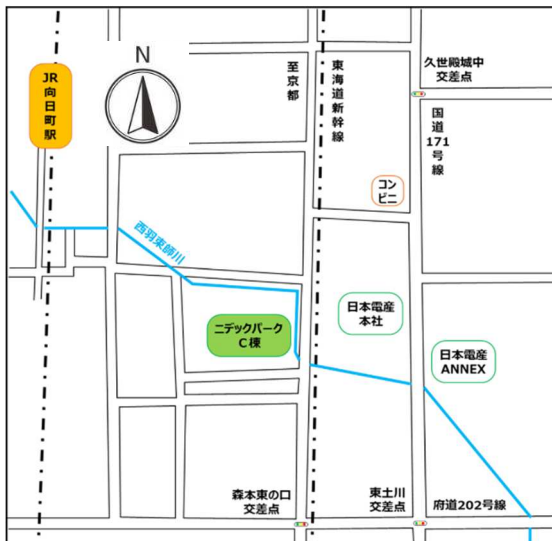 N
JR
向日町駅
至京都
東海道新幹線
久世殿城中
交差点
国道171号線
コン
ビニ
西羽束師川
ニデックパーク
C棟
日本電産
本社
日本電産
ANNEX
森本東の口
交差点
東土川
交差点
府道202号線